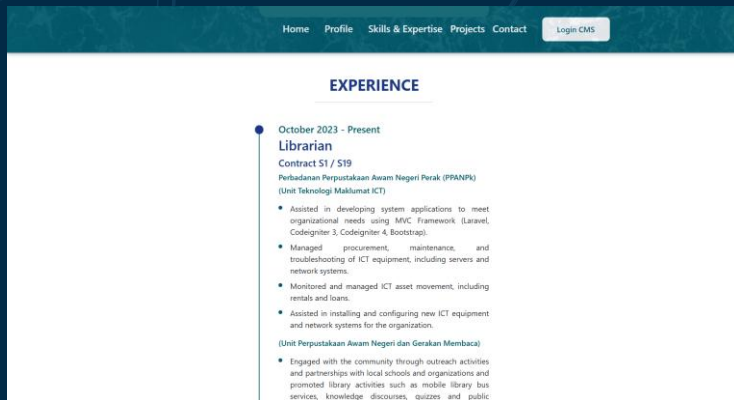 Home Profile Skills & Expertise Projects Contact Login CMS
EXPERIENCE
October 2023 - Present
Librarian
Contract S1 / S19
Perbadanan Perpustakaan Awam Negeri Perak (PPANPk)
(Unit Teknologi Maklumat ICT)
Assisted in developing system applications to meet
organizational needs using MVC Framework (Laravel,
Codeigniter 3, Codeigniter 4, Bootstrap).
Managed procurement, maintenance, and
troubleshooting of ICT equipment, including servers and
network systems.
Monitored and managed ICT asset movement, including
rentals and loans.
Assisted in installing and configuring new ICT equipment
and network systems for the organization.
(Unit Perpustakaan Awam Negeri dan Gerakan Membaca)
Engaged with the community through outreach activities
and partnerships with local schools and organizations and
promoted library activities such as mobile library bus
services, knowledge discourses, quizzes and public